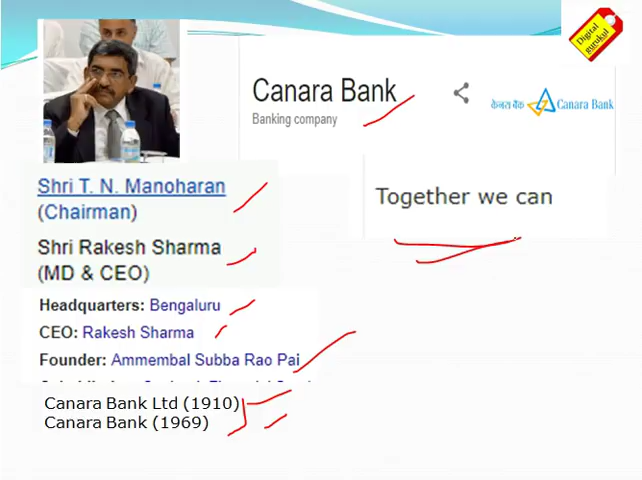 Digital
gurukul
Canara Bank
Banking company
केनरा बैंक Canara Bank
Together we can
Shri T. N. Manoharan
(Chairman)
Shri Rakesh Sharma
(MD & CEO)
Headquarters: Bengaluru
CEO: Rakesh Sharma
Founder: Ammembal Subba Rao Pai
Canara Bank Ltd (1910)
Canara Bank (1969)